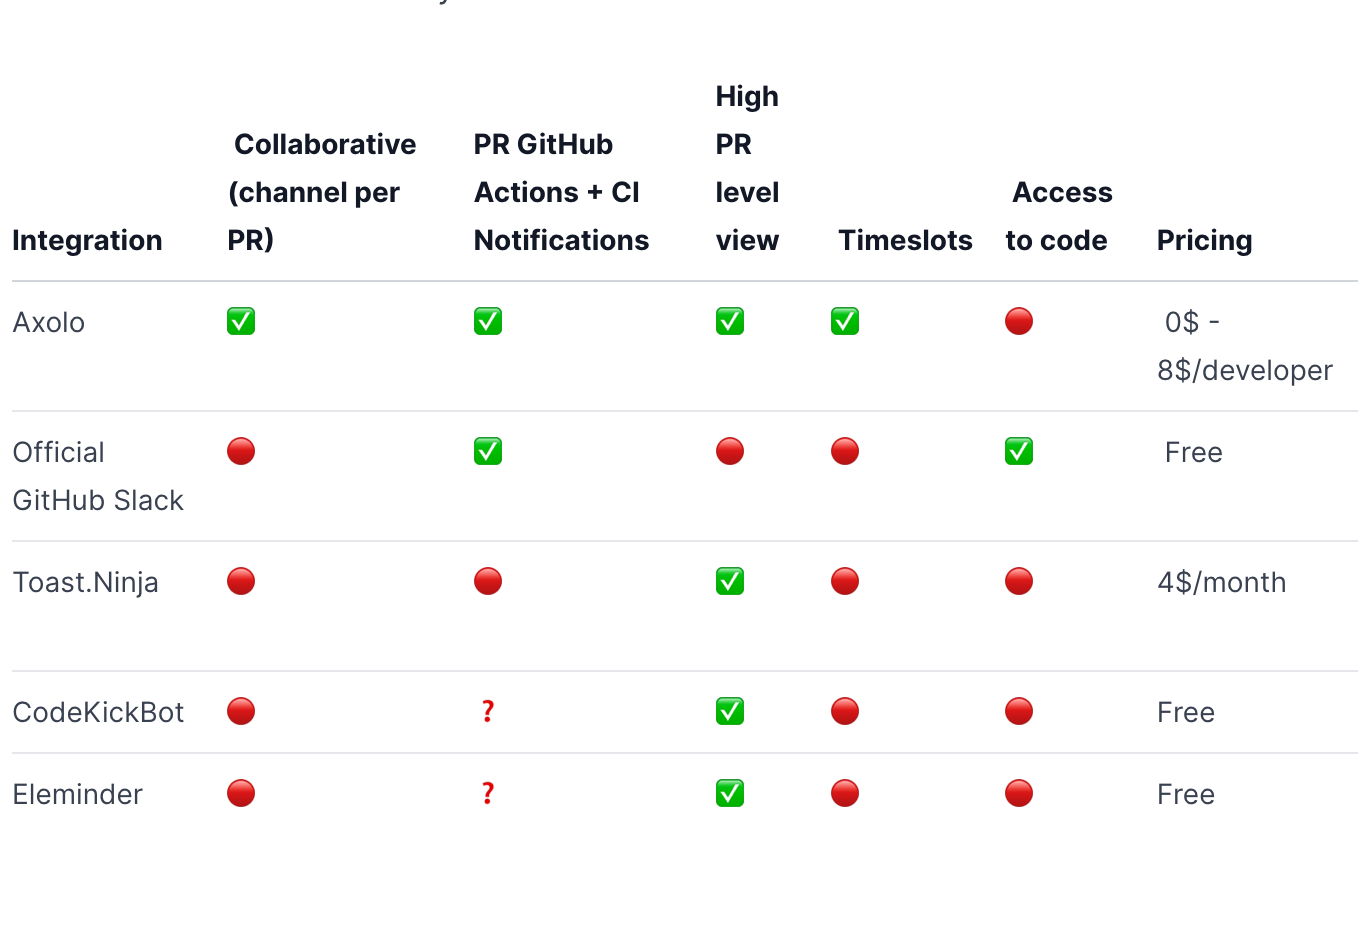 Integration Collaborative (channel per PR) PR GitHub Actions + CI Notifications High PR level view Timeslots Access to code Pricing
Axolo ✅ ✅ ✅ ✅ 🔴 0$ - 8$/developer
Official GitHub Slack 🔴 ✅ 🔴 🔴 ✅ Free
Toast.Ninja 🔴 🔴 ✅ 🔴 🔴 4$/month
CodeKickBot 🔴 ❓ ✅ 🔴 🔴 Free
Eleminder 🔴 ❓ ✅ 🔴 🔴 Free